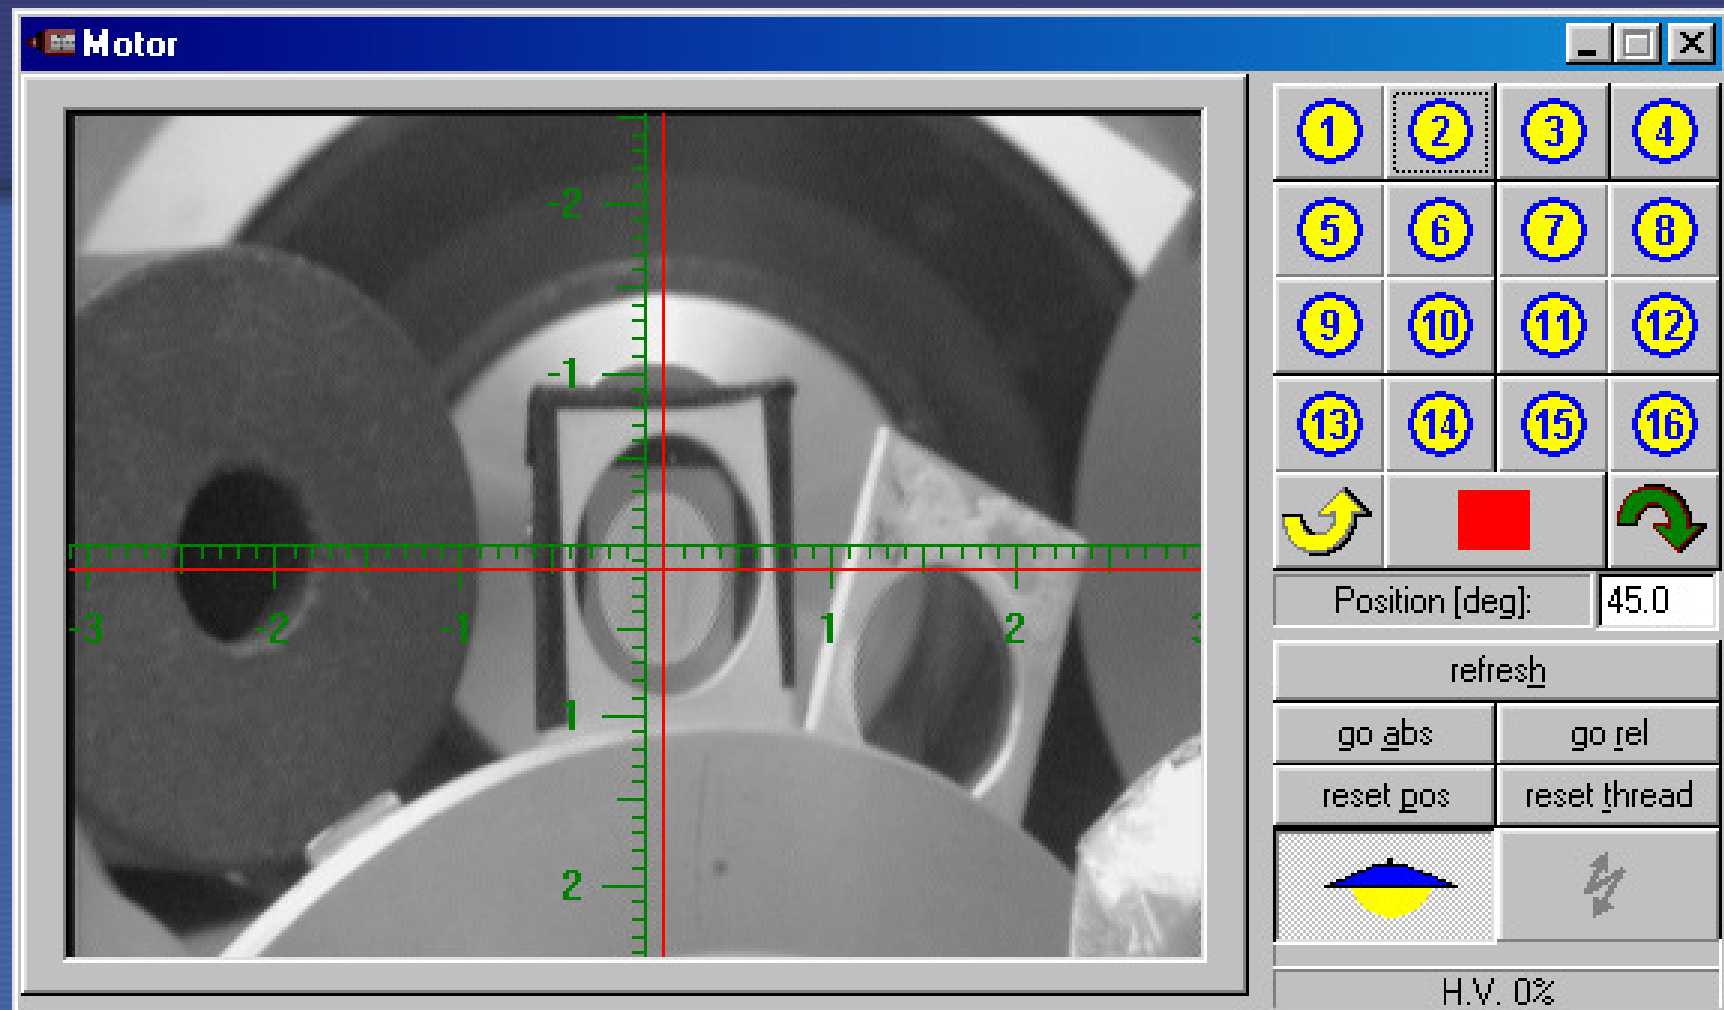 Motor
1 2 3 4
5 6 7 8
9 10 11 12
13 14 15 16
-2
-1
-3 -2 -1 1 2 3
1
2
Position [deg]: 45.0
refresh
go abs go rel
reset pos reset thread
H.V. 0%